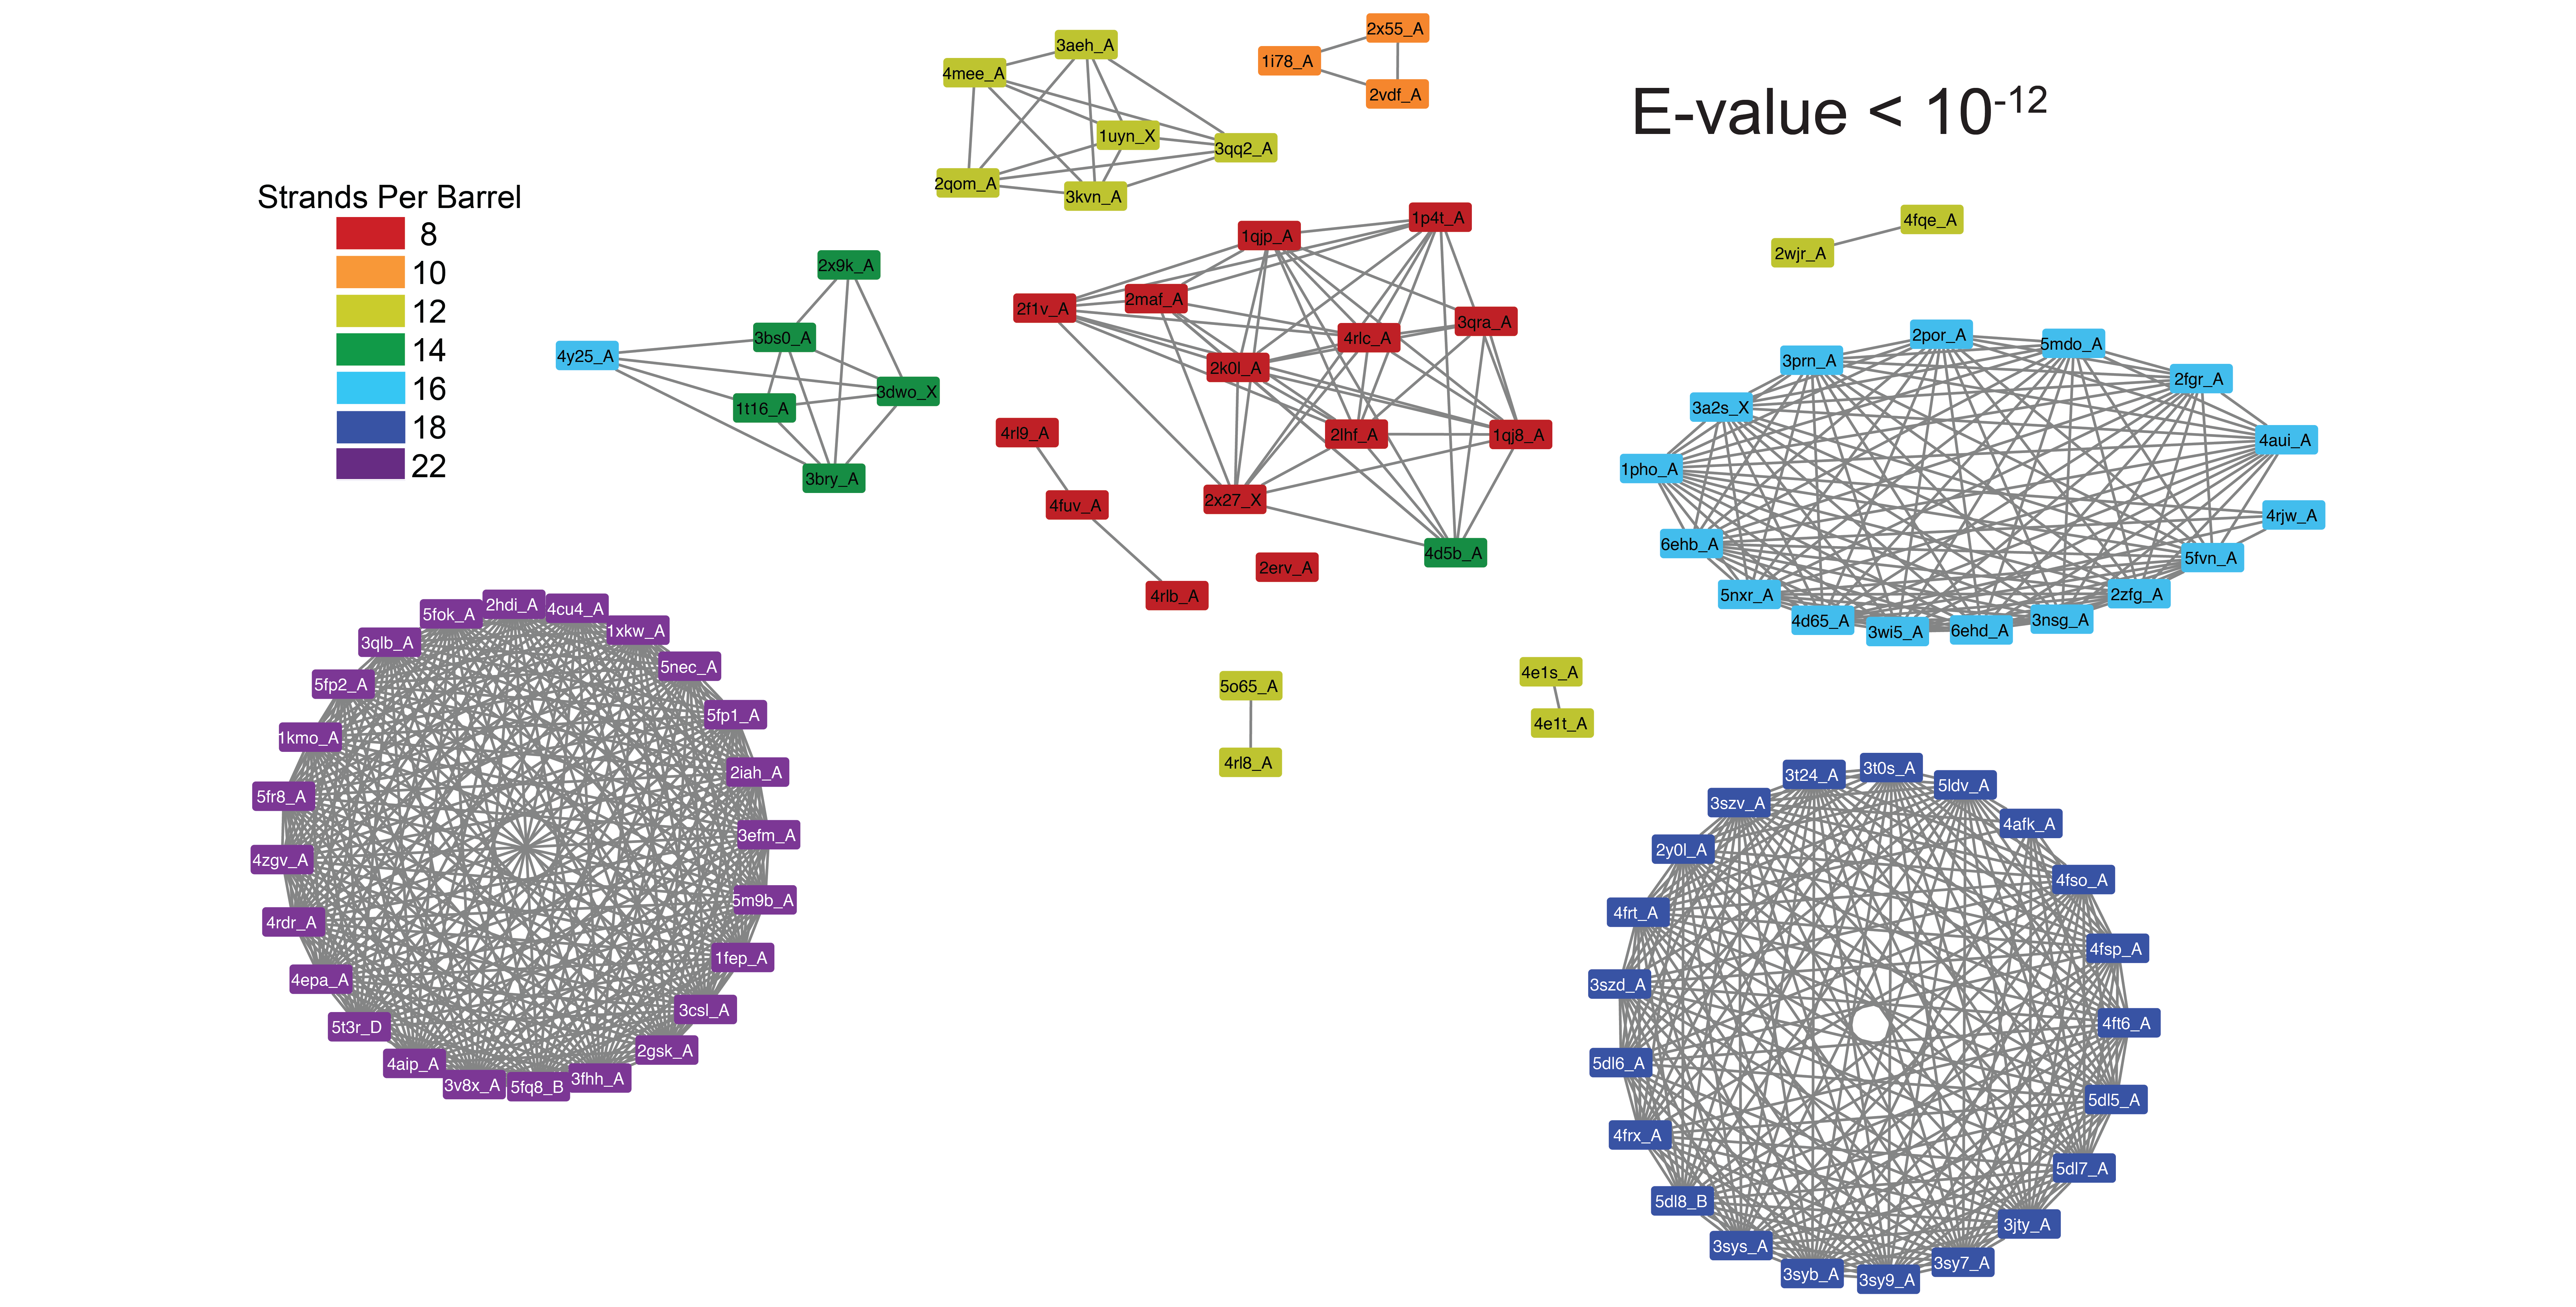 E-value < 10-12
Strands Per Barrel
8
10
12
14
16
18
22
3aeh_A
4mee_A
1uyn_X
3qq2_A
2qom_A
3kvn_A
2x55_A
1i78_A
2vdf_A
4fqe_A
2wjr_A
2x9k_A
3bs0_A
4y25_A
3dwo_X
1t16_A
3bry_A
1p4t_A
1qjp_A
2maf_A
2f1v_A
3qra_A
4rlc_A
2k0l_A
2lhf_A
1qj8_A
2x27_X
4d5b_A
4rl9_A
4fuv_A
4rlb_A
2erv_A
2por_A
5mdo_A
3prn_A
2fgr_A
3a2s_X
4aui_A
1pho_A
4rjw_A
6ehb_A
5fvn_A
5nxr_A
2zfg_A
4d65_A
3nsg_A
3wi5_A
6ehd_A
2hdi_A
4cu4_A
5fok_A
1xkw_A
3qlb_A
5nec_A
5fp2_A
5fp1_A
1kmo_A
2iah_A
5fr8_A
3efm_A
4zgv_A
5m9b_A
4rdr_A
1fep_A
4epa_A
3csl_A
5t3r_D
2gsk_A
4aip_A
3fhh_A
3v8x_A
5fq8_B
5o65_A
4rl8_A
4e1s_A
4e1t_A
3t0s_A
3t24_A
5ldv_A
3szv_A
4afk_A
2y0l_A
4fso_A
4frt_A
4fsp_A
3szd_A
4ft6_A
5dl6_A
5dl5_A
4frx_A
5dl7_A
5dl8_B
3jty_A
3sys_A
3sy7_A
3syb_A
3sy9_A